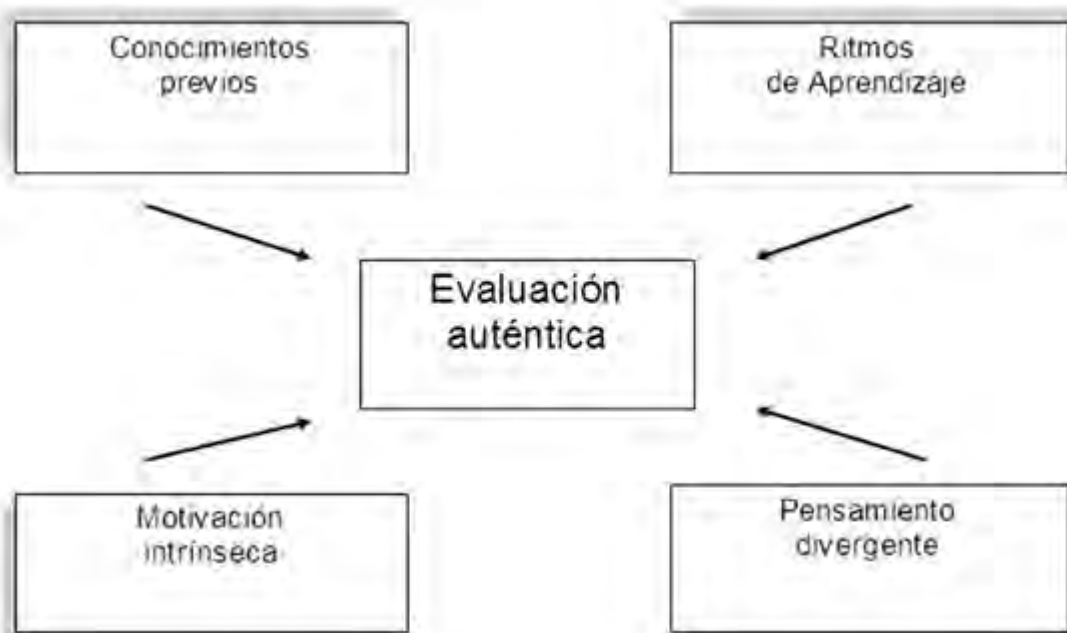 Conocimientos
previos
Ritmos
de Aprendizaje
Evaluación
auténtica
Motivación
intrínseca
Pensamiento
divergente